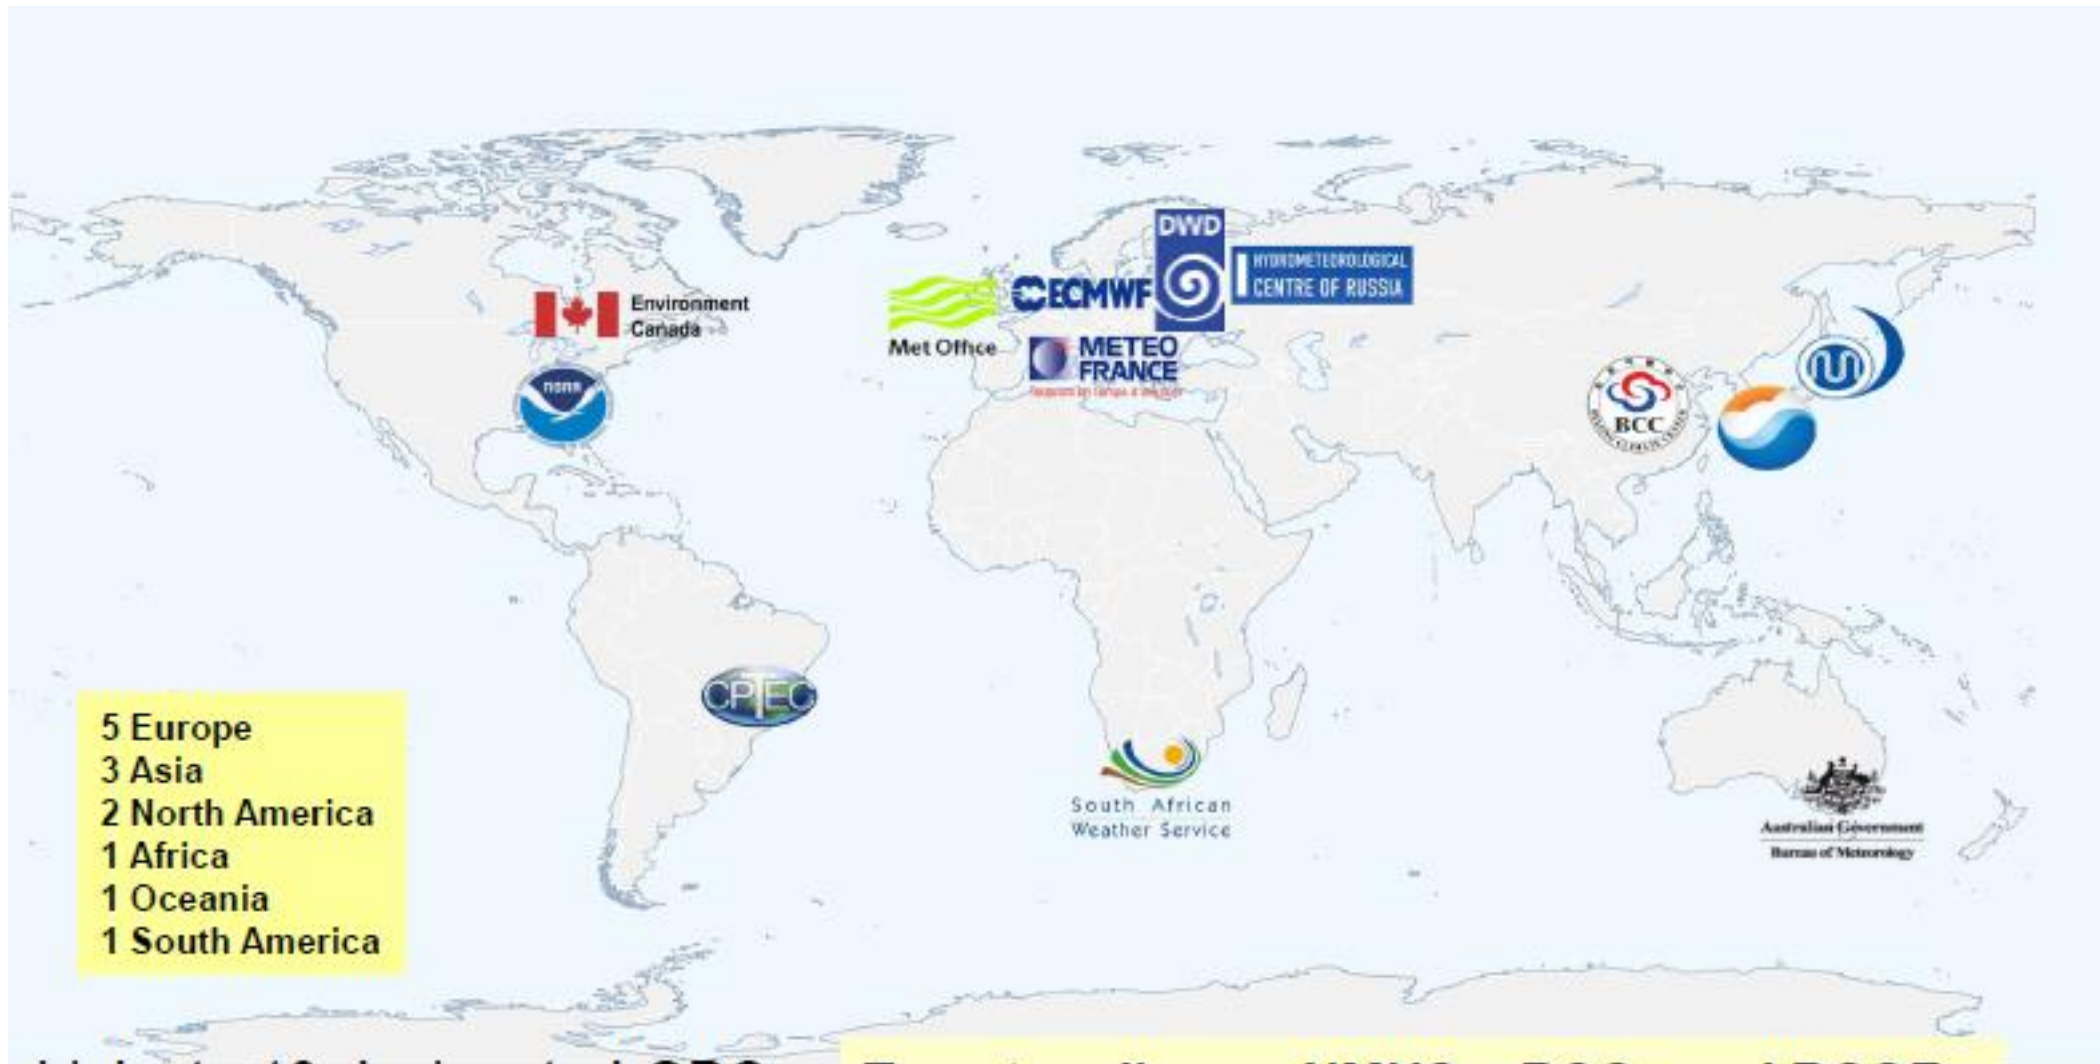 DWD
HYDROMETEOROLOGICAL
CENTRE OF RUSSIA
ECMWF
Environment
Canada
Met Office
METEO
FRANCE
noaa
BCC
CPTEC
5 Europe
3 Asia
2 North America
1 Africa
1 Oceania
1 South America
South African
Weather Service
Australian Government
Bureau of Meteorology